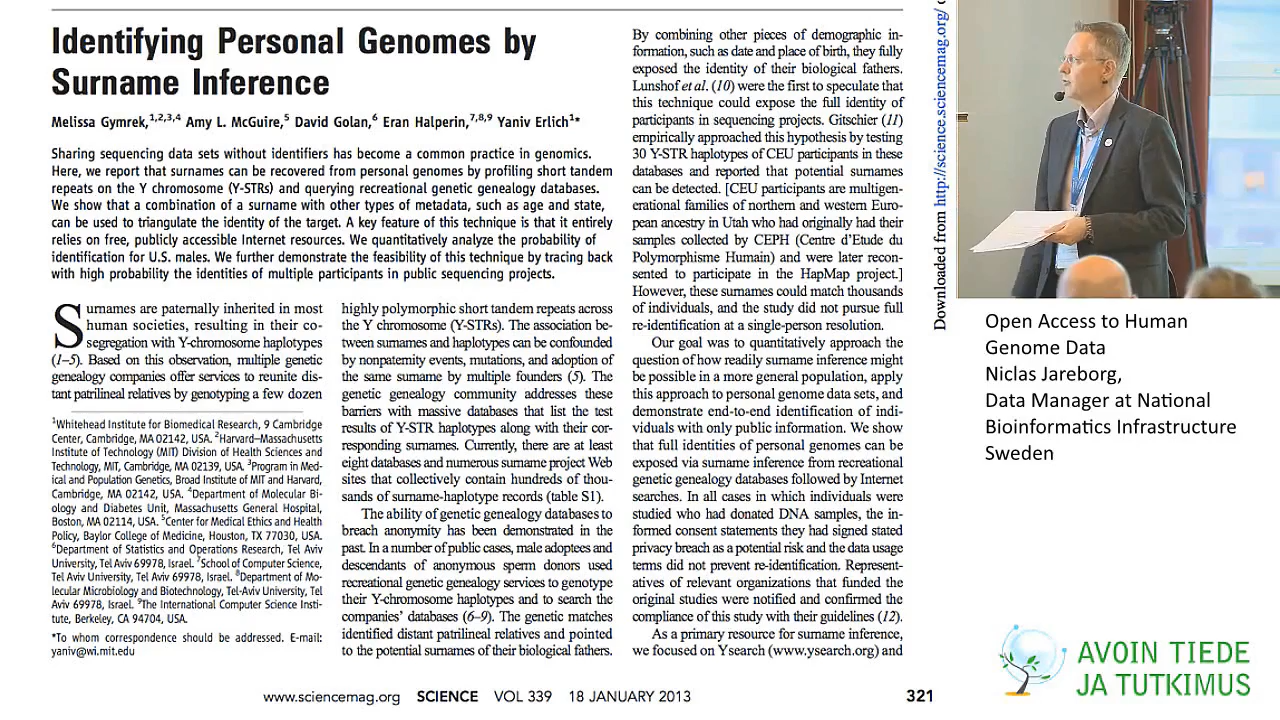 Identifying Personal Genomes by
Surname Inference
Melissa Gymrek,1,2,3,4 Amy L. McGuire,5 David Golan,6 Eran Halperin,7,8,9 Yaniv Erlich1*
Sharing sequencing data sets without identifiers has become a common practice in genomics.
Here, we report that surnames can be recovered from personal genomes by profiling short tandem
repeats on the Y chromosome (Y-STRs) and querying recreational genetic genealogy databases.
We show that a combination of a surname with other types of metadata, such as age and state,
can be used to triangulate the identity of the target. A key feature of this technique is that it entirely
relies on free, publicly accessible Internet resources. We quantitatively analyze the probability of
identification for U.S. males. We further demonstrate the feasibility of this technique by tracing back
with high probability the identities of multiple participants in public sequencing projects.
Surnames are paternally inherited in most
human societies, resulting in their co-
segregation with Y-chromosome haplotypes
(1–5). Based on this observation, multiple genetic
genealogy companies offer services to reunite dis-
tant patrilineal relatives by genotyping a few dozen
1Whitehead Institute for Biomedical Research, 9 Cambridge
Center, Cambridge, MA 02142, USA. 2Harvard–Massachusetts
Institute of Technology (MIT) Division of Health Sciences and
Technology, MIT, Cambridge, MA 02139, USA. 3Program in Med-
ical and Population Genetics, Broad Institute of MIT and Harvard,
Cambridge, MA 02142, USA. 4Department of Molecular Bi-
ology and Diabetes Unit, Massachusetts General Hospital,
Boston, MA 02114, USA. 5Center for Medical Ethics and Health
Policy, Baylor College of Medicine, Houston, TX 77030, USA.
6Department of Statistics and Operations Research, Tel Aviv
University, Tel Aviv 69978, Israel. 7School of Computer Science,
Tel Aviv University, Tel Aviv 69978, Israel. 8Department of Mo-
lecular Microbiology and Biotechnology, Tel-Aviv University, Tel
Aviv 69978, Israel. 9The International Computer Science Insti-
tute, Berkeley, CA 94704, USA.
*To whom correspondence should be addressed. E-mail:
yaniv@wi.mit.edu
highly polymorphic short tandem repeats across
the Y chromosome (Y-STRs). The association be-
tween surnames and haplotypes can be confounded
by nonpaternity events, mutations, and adoption of
the same surname by multiple founders (5). The
genetic genealogy community addresses these
barriers with massive databases that list the test
results of Y-STR haplotypes along with their cor-
responding surnames. Currently, there are at least
eight databases and numerous surname project Web
sites that collectively contain hundreds of thou-
sands of surname-haplotype records (table S1).
The ability of genetic genealogy databases to
breach anonymity has been demonstrated in the
past. In a number of public cases, male adoptees and
descendants of anonymous sperm donors used
recreational genetic genealogy services to genotype
their Y-chromosome haplotypes and to search the
companies' databases (6–9). The genetic matches
identified distant patrilineal relatives and pointed
to the potential surnames of their biological fathers.
By combining other pieces of demographic in-
formation, such as date and place of birth, they fully
exposed the identity of their biological fathers.
Lunshof et al. (10) were the first to speculate that
this technique could expose the full identity of
participants in sequencing projects. Gitschier (11)
empirically approached this hypothesis by testing
30 Y-STR haplotypes of CEU participants in these
databases and reported that potential surnames
can be detected. [CEU participants are multigen-
erational families of northern and western Euro-
pean ancestry in Utah who had originally had their
samples collected by CEPH (Centre d'Etude du
Polymorphisme Humain) and were later recon-
sented to participate in the HapMap project.]
However, these surnames could match thousands
of individuals, and the study did not pursue full
re-identification at a single-person resolution.
Our goal was to quantitatively approach the
question of how readily surname inference might
be possible in a more general population, apply
this approach to personal genome data sets, and
demonstrate end-to-end identification of indi-
viduals with only public information. We show
that full identities of personal genomes can be
exposed via surname inference from recreational
genetic genealogy databases followed by Internet
searches. In all cases in which individuals were
studied who had donated DNA samples, the in-
formed consent statements they had signed stated
privacy breach as a potential risk and the data usage
terms did not prevent re-identification. Represent-
atives of relevant organizations that funded the
original studies were notified and confirmed the
compliance of this study with their guidelines (12).
As a primary resource for surname inference,
we focused on Ysearch (www.ysearch.org) and
www.sciencemag.org SCIENCE VOL 339 18 JANUARY 2013 321
Downloaded from http://science.sciencemag.org/
Open Access to Human
Genome Data
Niclas Jareborg,
Data Manager at National
Bioinformatics Infrastructure
Sweden
AVOIN TIEDE
JA TUTKIMUS